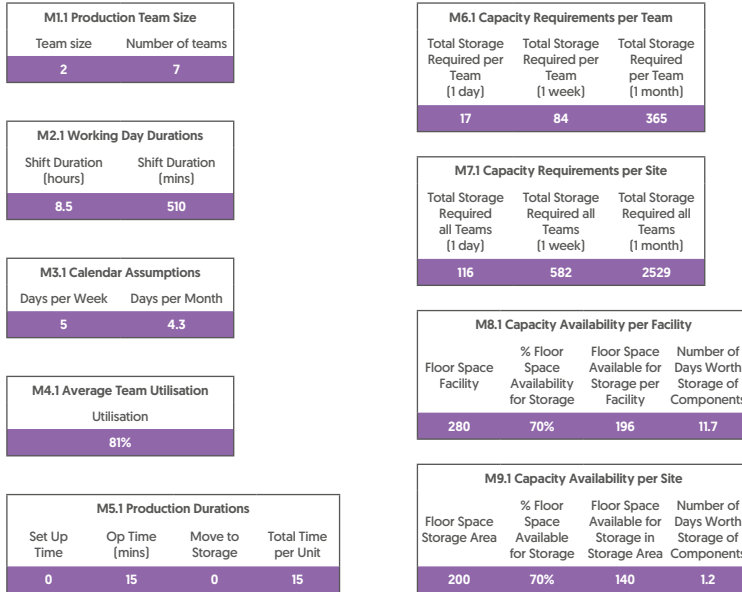 M1.1 Production Team Size
Team size Number of teams
2 7
M2.1 Working Day Durations
Shift Duration Shift Duration
(hours) (mins)
8.5 510
M3.1 Calendar Assumptions
Days per Week Days per Month
5 4.3
M4.1 Average Team Utilisation
Utilisation
81%
M5.1 Production Durations
Set Up Op Time Move to Total Time
Time (mins) Storage per Unit
0 15 0 15
M6.1 Capacity Requirements per Team
Total Storage Total Storage Total Storage
Required per Required per Required
Team Team per Team
(1 day) (1 week) (1 month)
17 84 365
M7.1 Capacity Requirements per Site
Total Storage Total Storage Total Storage
Required Required all Required all
all Teams Teams Teams
(1 day) (1 week) (1 month)
116 582 2529
M8.1 Capacity Availability per Facility
% Floor Floor Space Number of
Floor Space Space Available for Days Worth
Facility Availability Storage per Storage of
for Storage Facility Components
280 70% 196 11.7
M9.1 Capacity Availability per Site
% Floor Floor Space Number of
Floor Space Space Available for Days Worth
Storage Area Available Storage in Storage of
for Storage Storage Area Components
200 70% 140 1.2